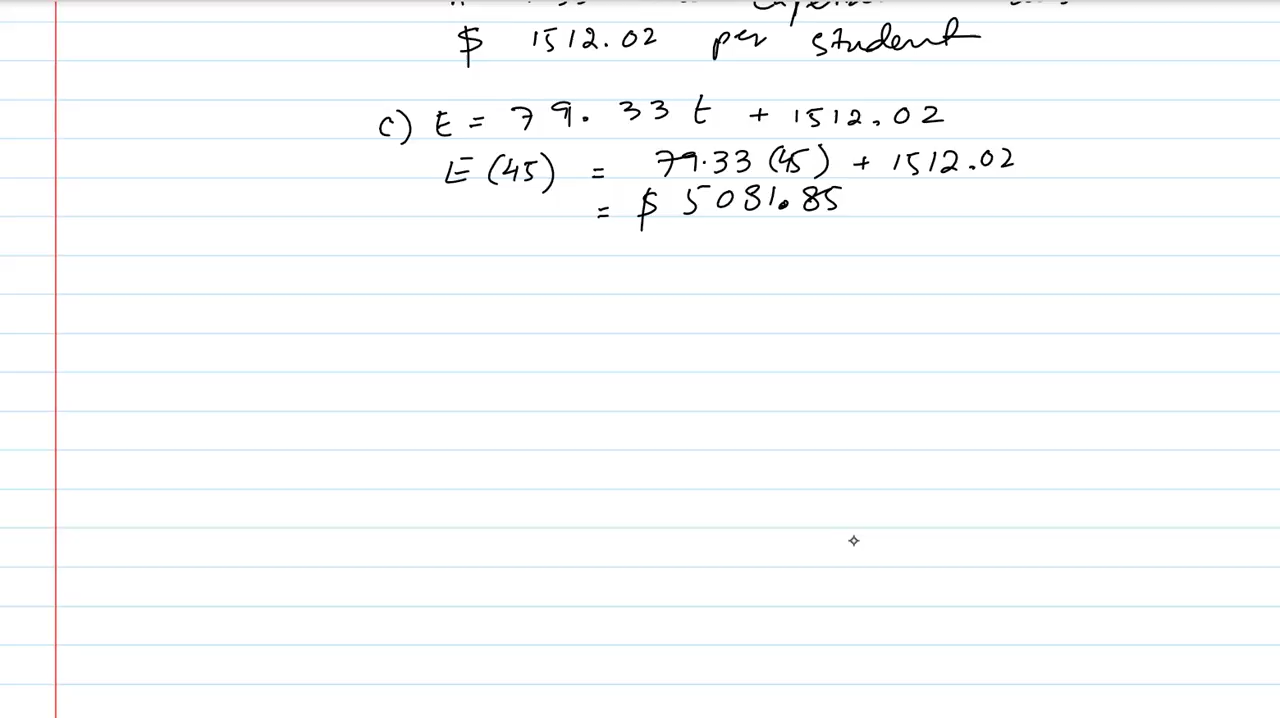 $ 1512.02 per student
c) E = 79.33 t + 1512.02
E (45) = 79.33 (45) + 1512.02
= $ 5081.85